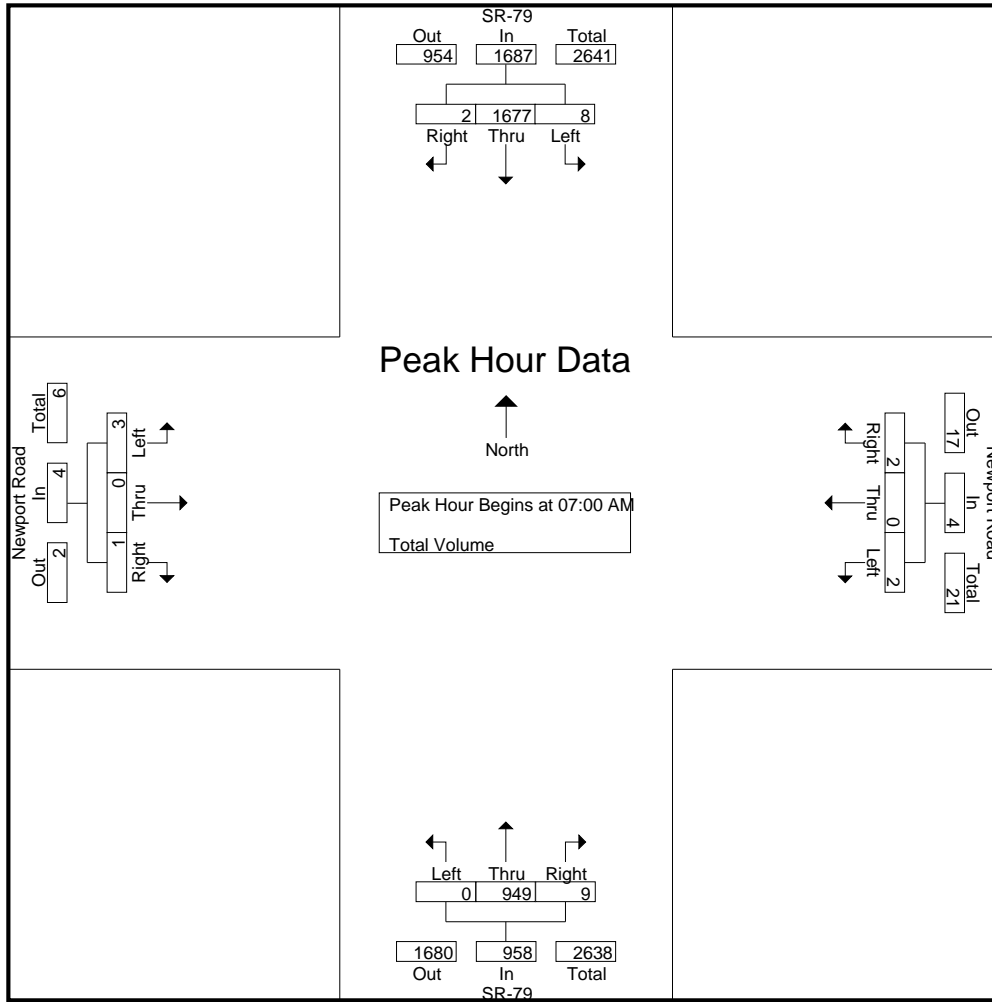 SR-79
Out In Total
954 1687 2641
2 1677 8
Right Thru Left
Peak Hour Data
North
Peak Hour Begins at 07:00 AM
Total Volume
Newport Road
Out In Total
2 4 6
Right Thru Left
1 0 3
Newport Road
Out In Total
17 4 21
Right Thru Left
2 0 2
Left Thru Right
0 949 9
1680 958 2638
Out In Total
SR-79